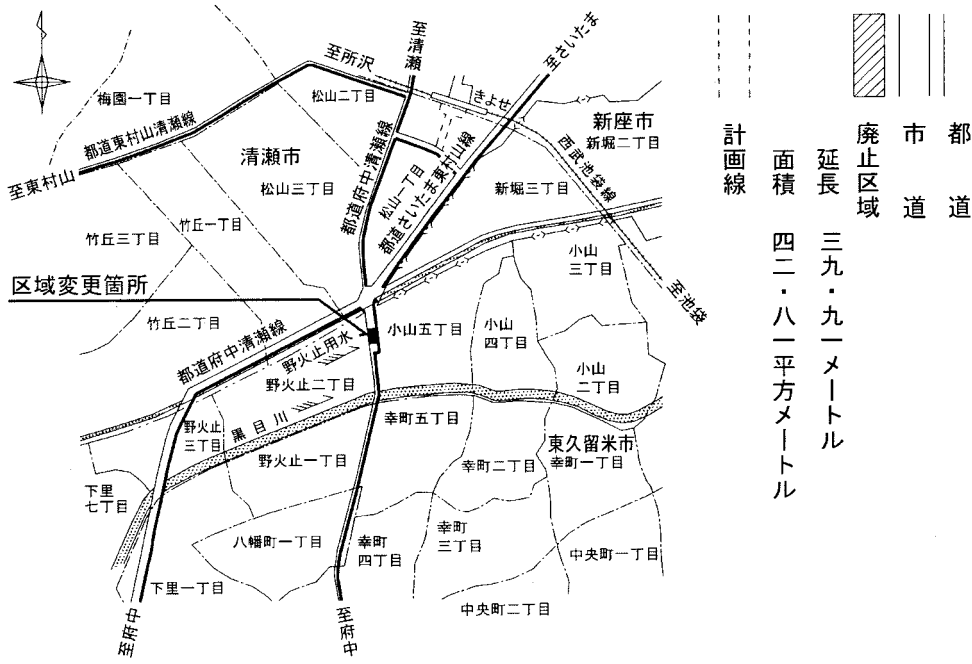 至清瀬
至所沢
至さいたま
梅園一丁目
松山二丁目
きよせ
新座市
新堀二丁目
都道東村山清瀬線
清瀬市
松山三丁目
都道府中清瀬線
松山一丁目
都道さいたま東村山線
西武池袋線
新堀三丁目
至東村山
竹丘一丁目
竹丘三丁目
小山
三丁目
至池袋
区域変更箇所
竹丘二丁目
都道府中清瀬線
野火止用水
小山五丁目
小山
四丁目
野火止二丁目
小山
二丁目
野火止
三丁目
黒目川
幸町五丁目
東久留米市
幸町一丁目
野火止一丁目
幸町二丁目
下里
七丁目
八幡町一丁目
幸町
四丁目
幸町
三丁目
中央町一丁目
下里一丁目
中央町二丁目
至府中
至府中
都道
市道
廃止区域
延長 三九・九一メートル
面積 四二・八一平方メートル
計画線